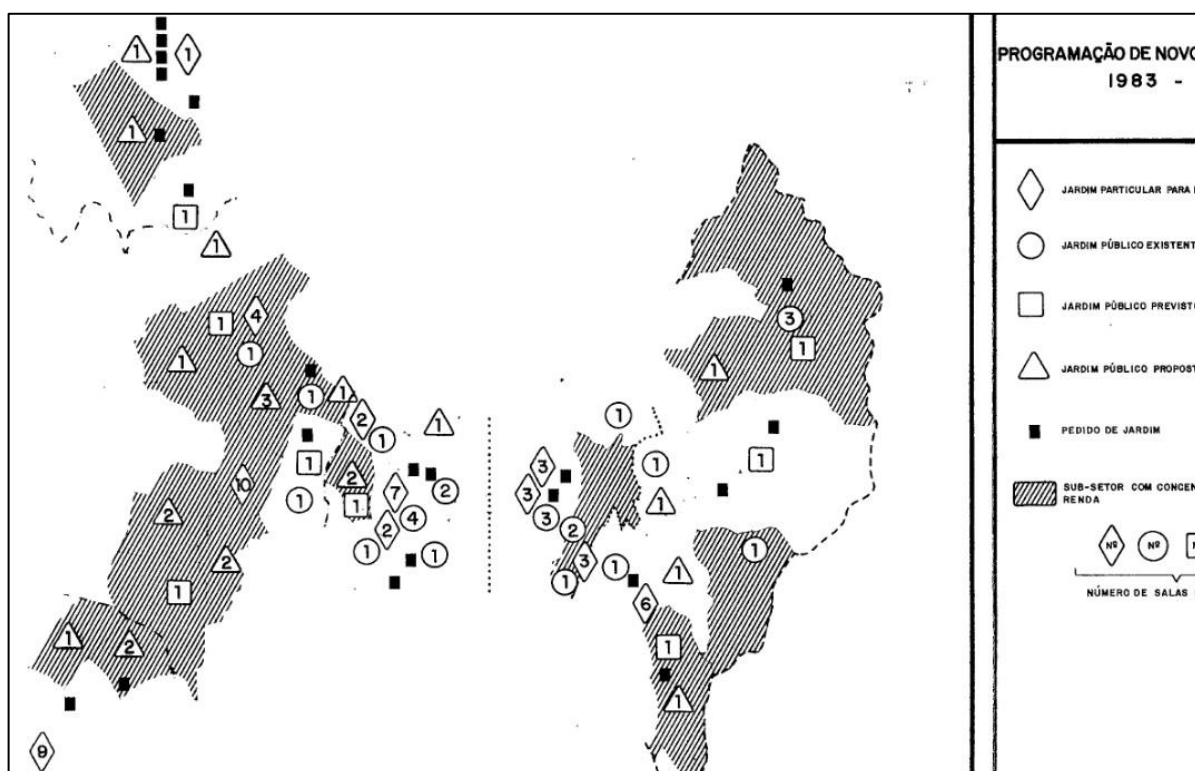 1 1
1
1
1
1 4
1 1
3 1 1
2 1 1
1 2
10 7 2
1 1 4
2 2 1 1
2
1
1 2
9
1
3
1
1
1
3 1 1
3 1
3
2 1
3 1 1
1
6
1
1
PROGRAMAÇÃO DE NOVO
1983 -
JARDIM PARTICULAR PARA
JARDIM PÚBLICO EXISTENT
JARDIM PÚBLICO PREVIST
JARDIM PÚBLICO PROPOST
PEDIDO DE JARDIM
SUB-SETOR COM CONCEN
RENDA
Nº Nº
NÚMERO DE SALAS